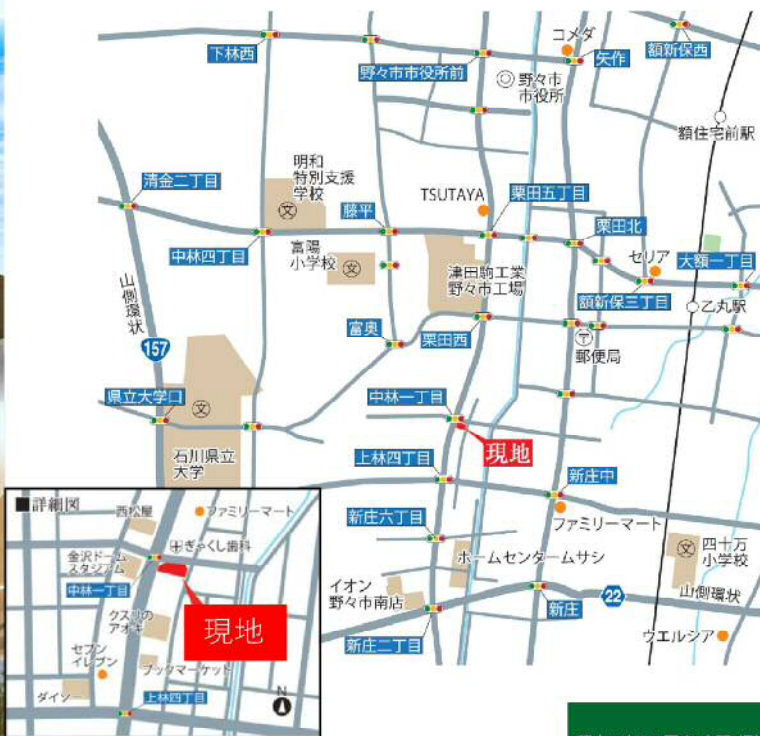 コメダ
下林西
野々市市役所前
矢作
額新保西
野々市
市役所
額住宅前駅
明和
特別支援
学校
清金二丁目
TSUTAYA
粟田五丁目
藤平
粟田北
中林四丁目
富陽
小学校
セリア
大額一丁目
津田駒工業
野々市工場
額新保三丁目
山側環状
乙丸駅
157
富奥
粟田西
〒
郵便局
県立大学口
文
中林一丁目
石川県立
大学
現地
上林四丁目
新庄中
ファミリーマート
新庄六丁目
ホームセンタームサシ
文
四十万
小学校
イオン
野々市南店
新庄
22
山側環状
新庄二丁目
ウエルシア
■詳細図
西松屋
ファミリーマート
ぎゃくし歯科
金沢ドーム
スタジアム
中林一丁目
クスリの
アオキ
現地
セブン
イレブン
ブックマーケット
ダイソー
上林四丁目
N